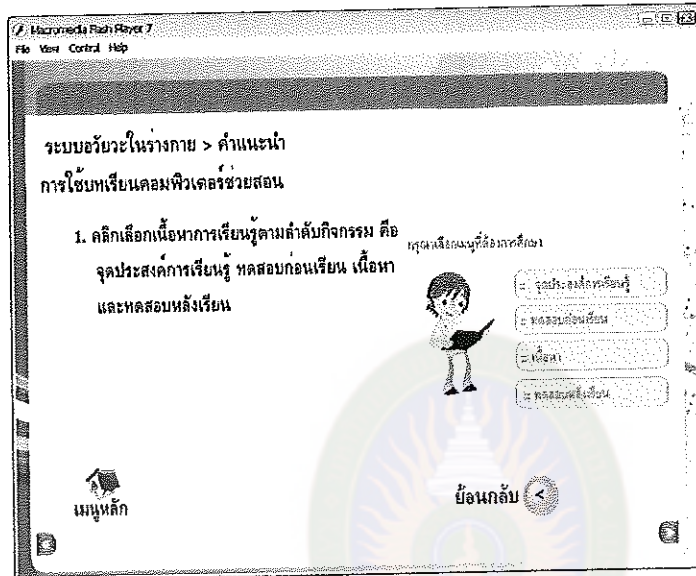 Macromedia Flash Player 7
File View Control Help
ระบบอวัยวะในร่างกาย > คำแนะนำ
การใช้บทเรียนคอมพิวเตอร์ช่วยสอน
1. คลิกเลือกเนื้อหาการเรียนรู้ตามลำดับกิจกรรม คือ
จุดประสงค์การเรียนรู้ ทดสอบก่อนเรียน เนื้อหา
และทดสอบหลังเรียน
กรุณาเลือกเมนูที่ต้องการศึกษา
จุดประสงค์การเรียนรู้
ทดสอบก่อนเรียน
เนื้อหา
ทดสอบหลังเรียน
เมนูหลัก
ย้อนกลับ <